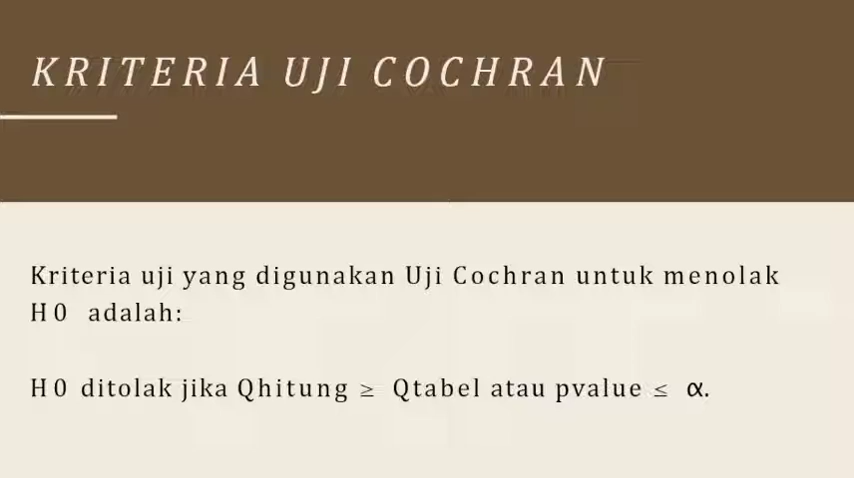 KRITERIA UJI COCHRAN
Kriteria uji yang digunakan Uji Cochran untuk menolak
H0 adalah:
H0 ditolak jika Qhitung ≥ Qtabel atau pvalue ≤ α.